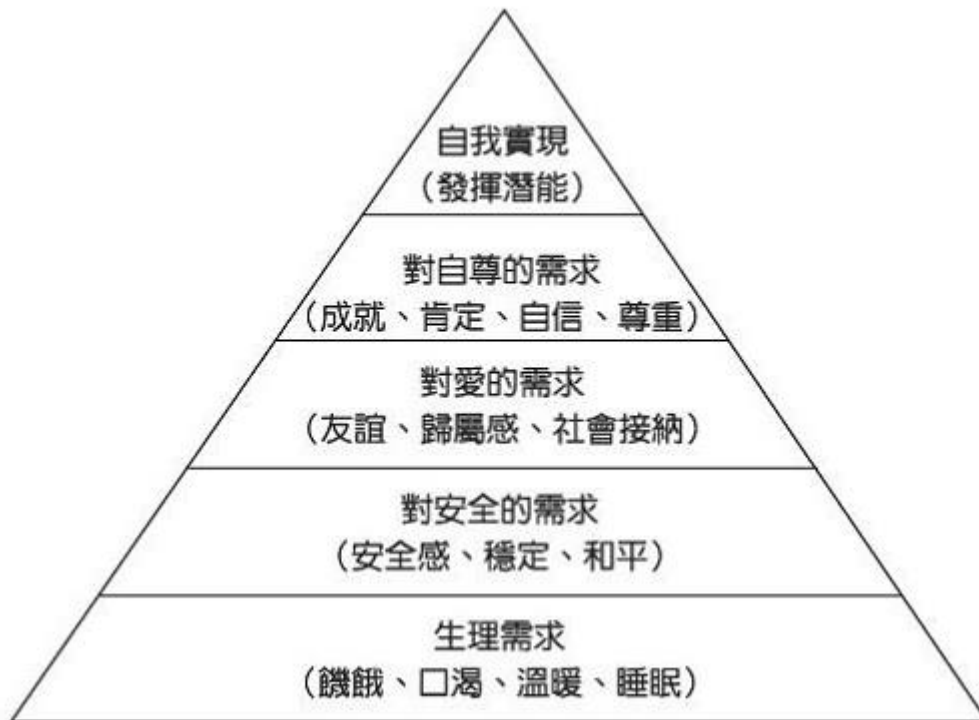 自我實現
（發揮潛能）
對自尊的需求
（成就、肯定、自信、尊重）
對愛的需求
（友誼、歸屬感、社會接納）
對安全的需求
（安全感、穩定、和平）
生理需求
（饑餓、口渴、溫暖、睡眠）